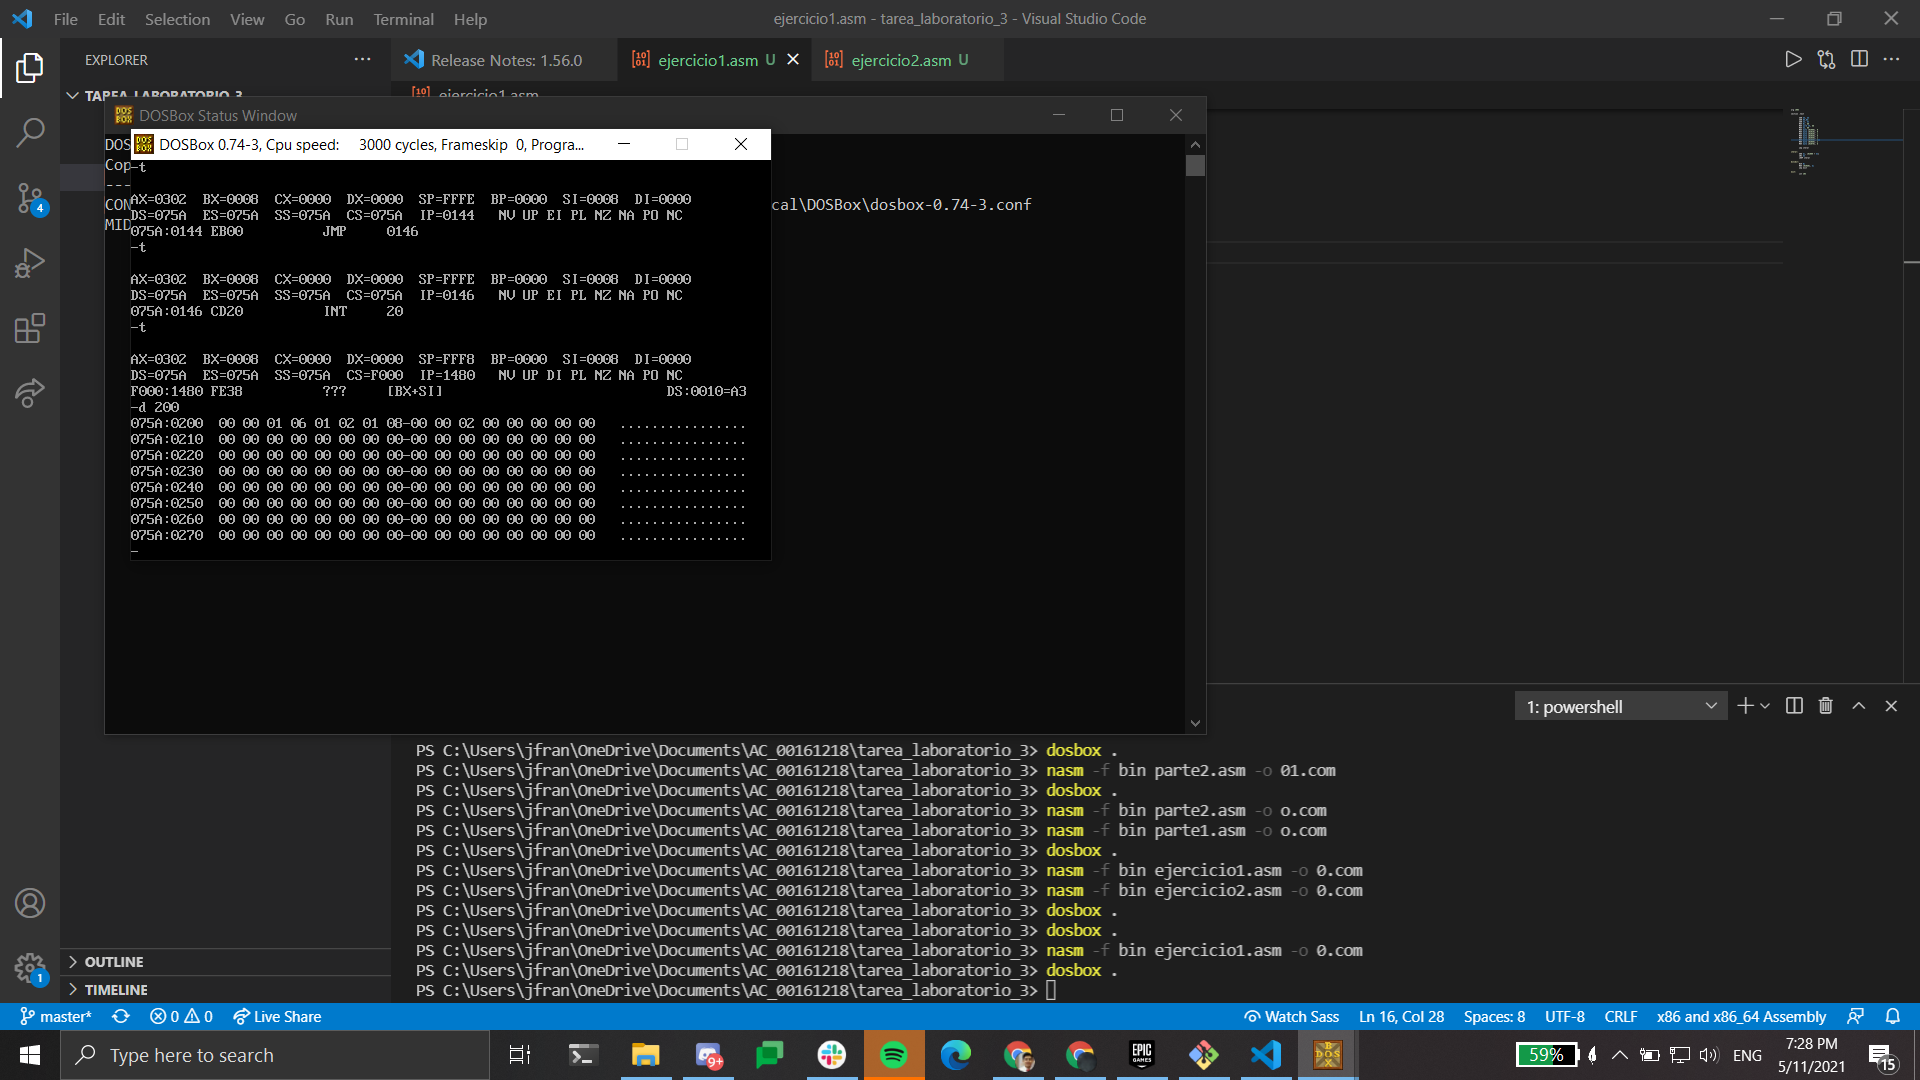 File Edit Selection View Go Run Terminal Help
ejercicio1.asm - tarea_laboratorio_3 - Visual Studio Code
EXPLORER
Release Notes: 1.56.0
ejercicio1.asm U
ejercicio2.asm U
TAREA_LABORATORIO_3
ejercicio1.asm
DOSBox Status Window
DOSBox 0.74-3, Cpu speed: 3000 cycles, Frameskip 0, Progra...
DOS
Cop
---
CON
cal\DOSBox\dosbox-0.74-3.conf
MID
-t
AX=0302 BX=0008 CX=0000 DX=0000 SP=FFFE BP=0000 SI=0008 DI=0000
DS=075A ES=075A SS=075A CS=075A IP=0144 NV UP EI PL NZ NA PO NC
075A:0144 EB00 JMP 0146
-t
AX=0302 BX=0008 CX=0000 DX=0000 SP=FFFE BP=0000 SI=0008 DI=0000
DS=075A ES=075A SS=075A CS=075A IP=0146 NV UP EI PL NZ NA PO NC
075A:0146 CD20 INT 20
-t
AX=0302 BX=0008 CX=0000 DX=0000 SP=FFF8 BP=0000 SI=0008 DI=0000
DS=075A ES=075A SS=075A CS=F000 IP=1480 NV UP DI PL NZ NA PO NC
F000:1480 FE38 ??? [BX+SI] DS:0010=A3
-d 200
075A:0200 00 00 01 06 01 02 01 08-00 00 02 00 00 00 00 00 ................
075A:0210 00 00 00 00 00 00 00 00-00 00 00 00 00 00 00 00 ................
075A:0220 00 00 00 00 00 00 00 00-00 00 00 00 00 00 00 00 ................
075A:0230 00 00 00 00 00 00 00 00-00 00 00 00 00 00 00 00 ................
075A:0240 00 00 00 00 00 00 00 00-00 00 00 00 00 00 00 00 ................
075A:0250 00 00 00 00 00 00 00 00-00 00 00 00 00 00 00 00 ................
075A:0260 00 00 00 00 00 00 00 00-00 00 00 00 00 00 00 00 ................
075A:0270 00 00 00 00 00 00 00 00-00 00 00 00 00 00 00 00 ................
-
1: powershell
PS C:\Users\jfran\OneDrive\Documents\AC_00161218\tarea_laboratorio_3> dosbox .
PS C:\Users\jfran\OneDrive\Documents\AC_00161218\tarea_laboratorio_3> nasm -f bin parte2.asm -o 01.com
PS C:\Users\jfran\OneDrive\Documents\AC_00161218\tarea_laboratorio_3> dosbox .
PS C:\Users\jfran\OneDrive\Documents\AC_00161218\tarea_laboratorio_3> nasm -f bin parte2.asm -o o.com
PS C:\Users\jfran\OneDrive\Documents\AC_00161218\tarea_laboratorio_3> nasm -f bin parte1.asm -o o.com
PS C:\Users\jfran\OneDrive\Documents\AC_00161218\tarea_laboratorio_3> dosbox .
PS C:\Users\jfran\OneDrive\Documents\AC_00161218\tarea_laboratorio_3> nasm -f bin ejercicio1.asm -o 0.com
PS C:\Users\jfran\OneDrive\Documents\AC_00161218\tarea_laboratorio_3> nasm -f bin ejercicio2.asm -o 0.com
PS C:\Users\jfran\OneDrive\Documents\AC_00161218\tarea_laboratorio_3> dosbox .
PS C:\Users\jfran\OneDrive\Documents\AC_00161218\tarea_laboratorio_3> dosbox .
PS C:\Users\jfran\OneDrive\Documents\AC_00161218\tarea_laboratorio_3> nasm -f bin ejercicio1.asm -o 0.com
PS C:\Users\jfran\OneDrive\Documents\AC_00161218\tarea_laboratorio_3> dosbox .
PS C:\Users\jfran\OneDrive\Documents\AC_00161218\tarea_laboratorio_3>
4
1
OUTLINE
TIMELINE
master* 0 0 Live Share
Watch Sass Ln 16, Col 28 Spaces: 8 UTF-8 CRLF x86 and x86_64 Assembly
Type here to search
9+
EPIC GAMES
DOS BOX
59%
ENG
7:28 PM
5/11/2021
15